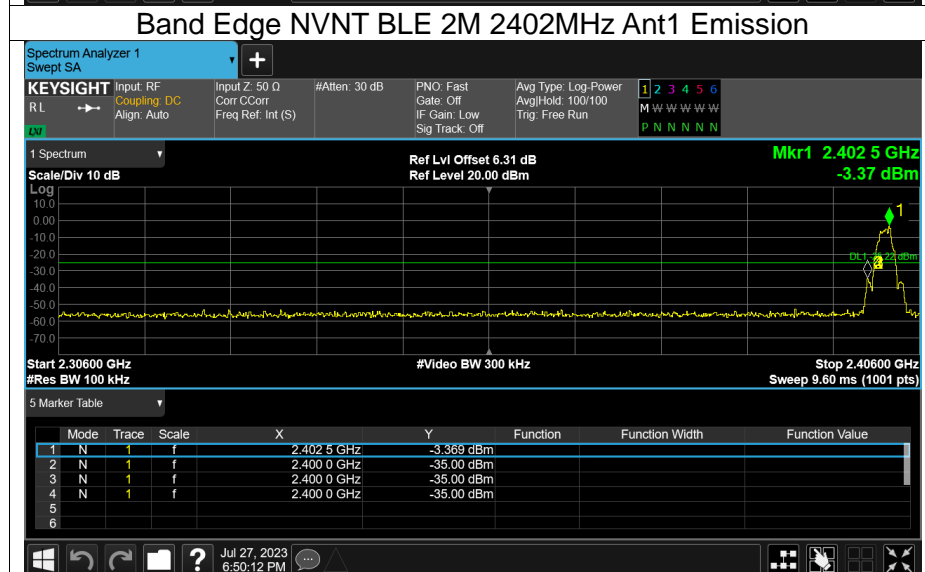 Band Edge NVNT BLE 2M 2402MHz Ant1 Emission
Spectrum Analyzer 1
Swept SA
+
KEYSIGHT Input: RF Input Z: 50 Ω #Atten: 30 dB PNO: Fast Avg Type: Log-Power 1 2 3 4 5 6
R L Coupling: DC Corr CCorr Gate: Off Avg|Hold: 100/100 M W W W W W
Align: Auto Freq Ref: Int (S) IF Gain: Low Trig: Free Run
LXI Sig Track: Off P N N N N N
1 Spectrum Ref Lvl Offset 6.31 dB Mkr1 2.402 5 GHz
Scale/Div 10 dB Ref Level 20.00 dBm -3.37 dBm
Log
10.0
1
0.00
-10.0
-20.0
DL1 22 dBm
2
-30.0
-40.0
-50.0
-60.0
-70.0
Start 2.30600 GHz #Video BW 300 kHz Stop 2.40600 GHz
#Res BW 100 kHz Sweep 9.60 ms (1001 pts)
5 Marker Table
Mode Trace Scale X Y Function Function Width Function Value
1 N 1 f 2.402 5 GHz -3.369 dBm
2 N 1 f 2.400 0 GHz -35.00 dBm
3 N 1 f 2.400 0 GHz -35.00 dBm
4 N 1 f 2.400 0 GHz -35.00 dBm
5
6
? Jul 27, 2023
6:50:12 PM